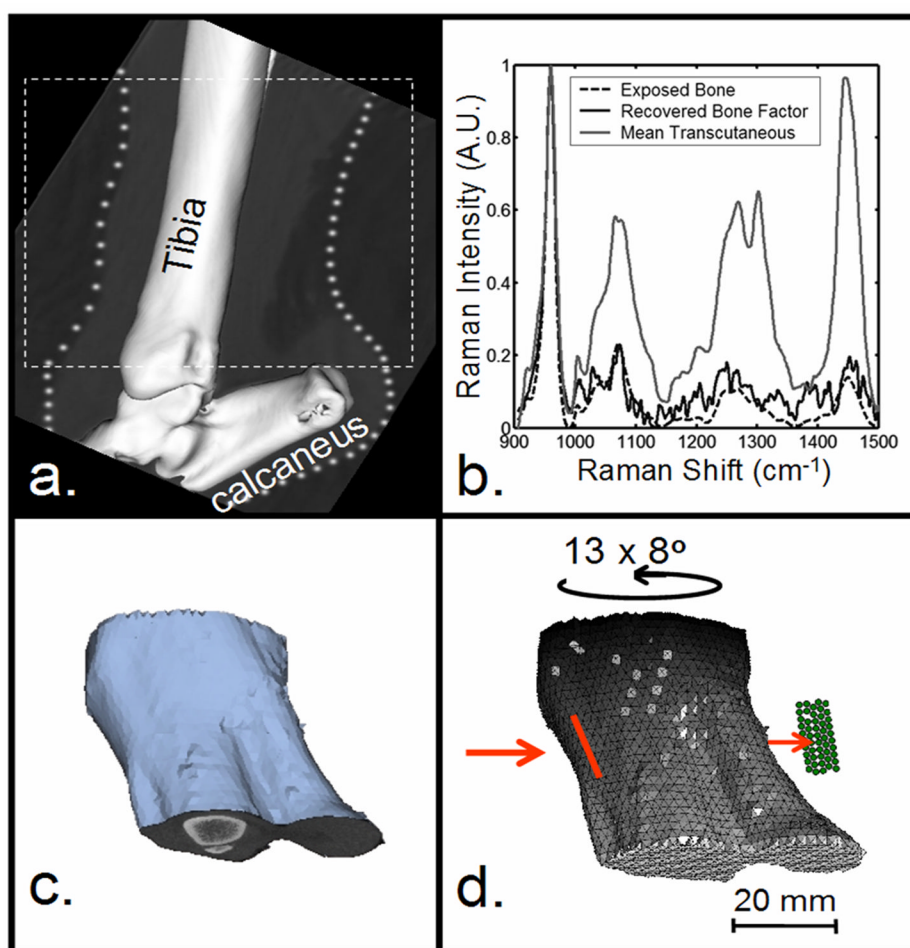 Tibia
calcaneus
a.
Exposed Bone
Recovered Bone Factor
Mean Transcutaneous
Raman Intensity (A.U.)
1
0.8
0.6
0.4
0.2
0
900 1000 1100 1200 1300 1400 1500
Raman Shift (cm-1)
b.
c.
13 x 8º
20 mm
d.